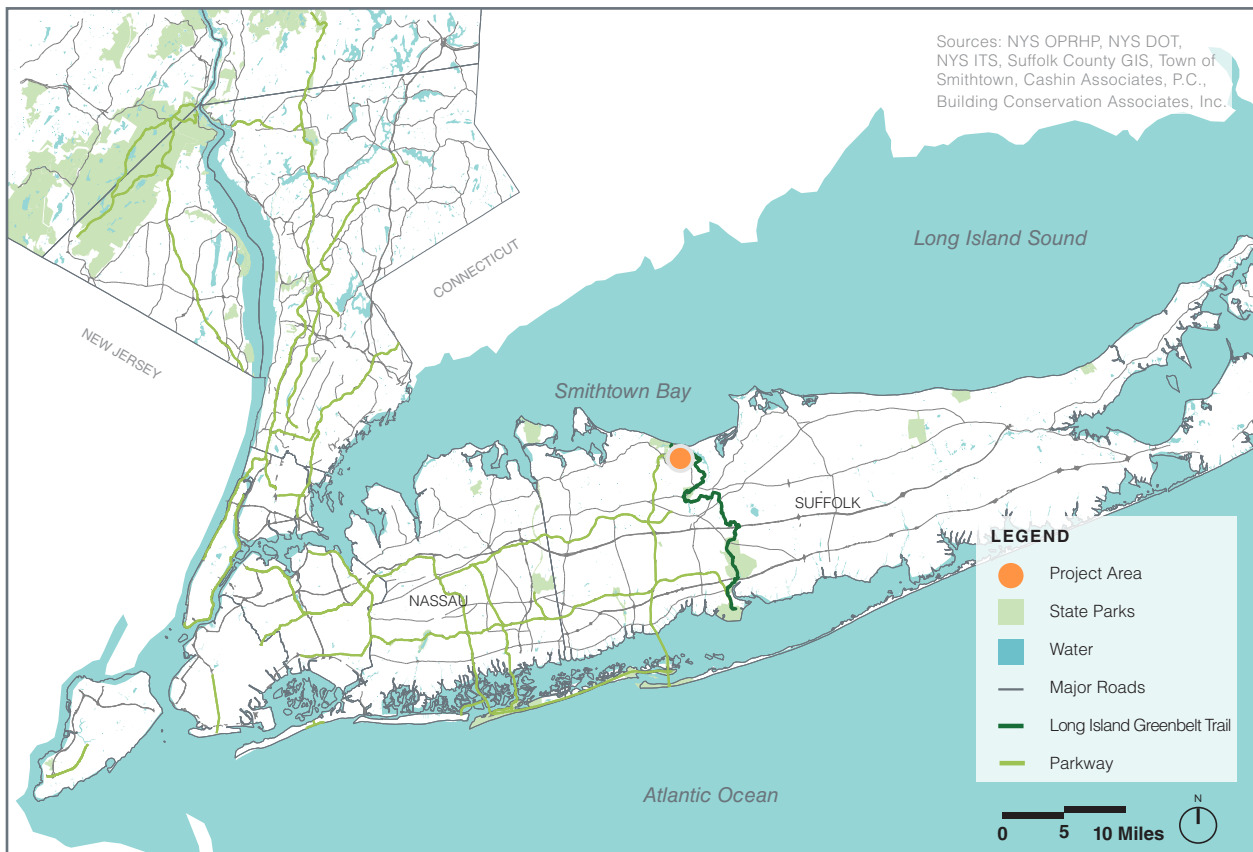 Sources: NYS OPRHP, NYS DOT,
NYS ITS, Suffolk County GIS, Town of
Smithtown, Cashin Associates, P.C.,
Building Conservation Associates, Inc.
Long Island Sound
CONNECTICUT
NEW JERSEY
Smithtown Bay
SUFFOLK
NASSAU
Atlantic Ocean
LEGEND
Project Area
State Parks
Water
Major Roads
Long Island Greenbelt Trail
Parkway
N
0 5 10 Miles